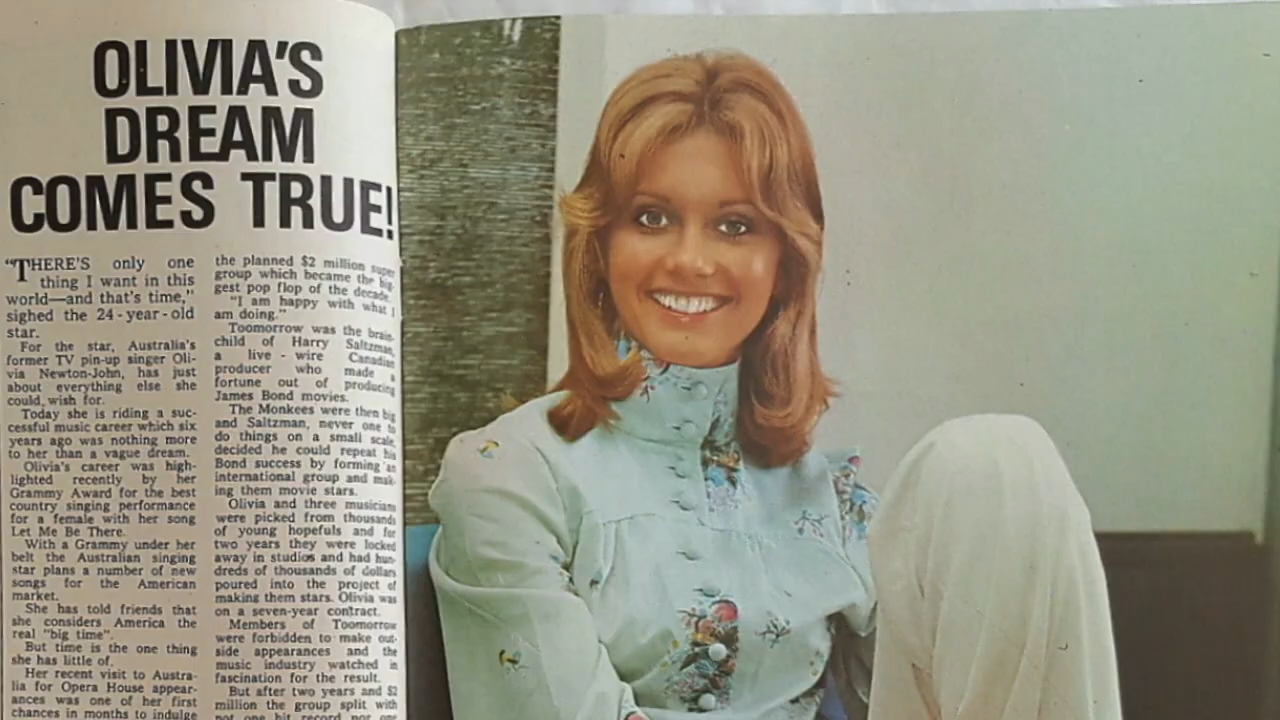 OLIVIA'S
DREAM
COMES TRUE!
"THERE'S only one
thing I want in this
world—and that's time,"
sighed the 24-year-old
star.
For the star, Australia's
former TV pin-up singer Oli-
via Newton-John, has just
about everything else she
could wish for.
Today she is riding a suc-
cessful music career which six
years ago was nothing more
to her than a vague dream.
Olivia's career was high-
lighted recently by her
Grammy Award for the best
country singing performance
for a female with her song
Let Me Be There.
With a Grammy under her
belt the Australian singing
star plans a number of new
songs for the American
market.
She has told friends that
she considers America the
real "big time".
But time is the one thing
she has little of.
Her recent visit to Austra-
lia for Opera House appear-
ances was one of her first
chances in months to indulge
the planned $2 million super
group which became the big-
gest pop flop of the decade.
"I am happy with what I
am doing."
Toomorrow was the brain-
child of Harry Saltzman,
a live - wire Canadian
producer who made a
fortune out of producing
James Bond movies.
The Monkees were then big
and Saltzman, never one to
do things on a small scale,
decided he could repeat his
Bond success by forming an
international group and mak-
ing them movie stars.
Olivia and three musicians
were picked from thousands
of young hopefuls and for
two years they were locked
away in studios and had hun-
dreds of thousands of dollars
poured into the project of
making them stars. Olivia was
on a seven-year contract.
Members of Toomorrow
were forbidden to make out-
side appearances and the
music industry watched in
fascination for the result.
But after two years and $2
million the group split with
not one hit record nor one